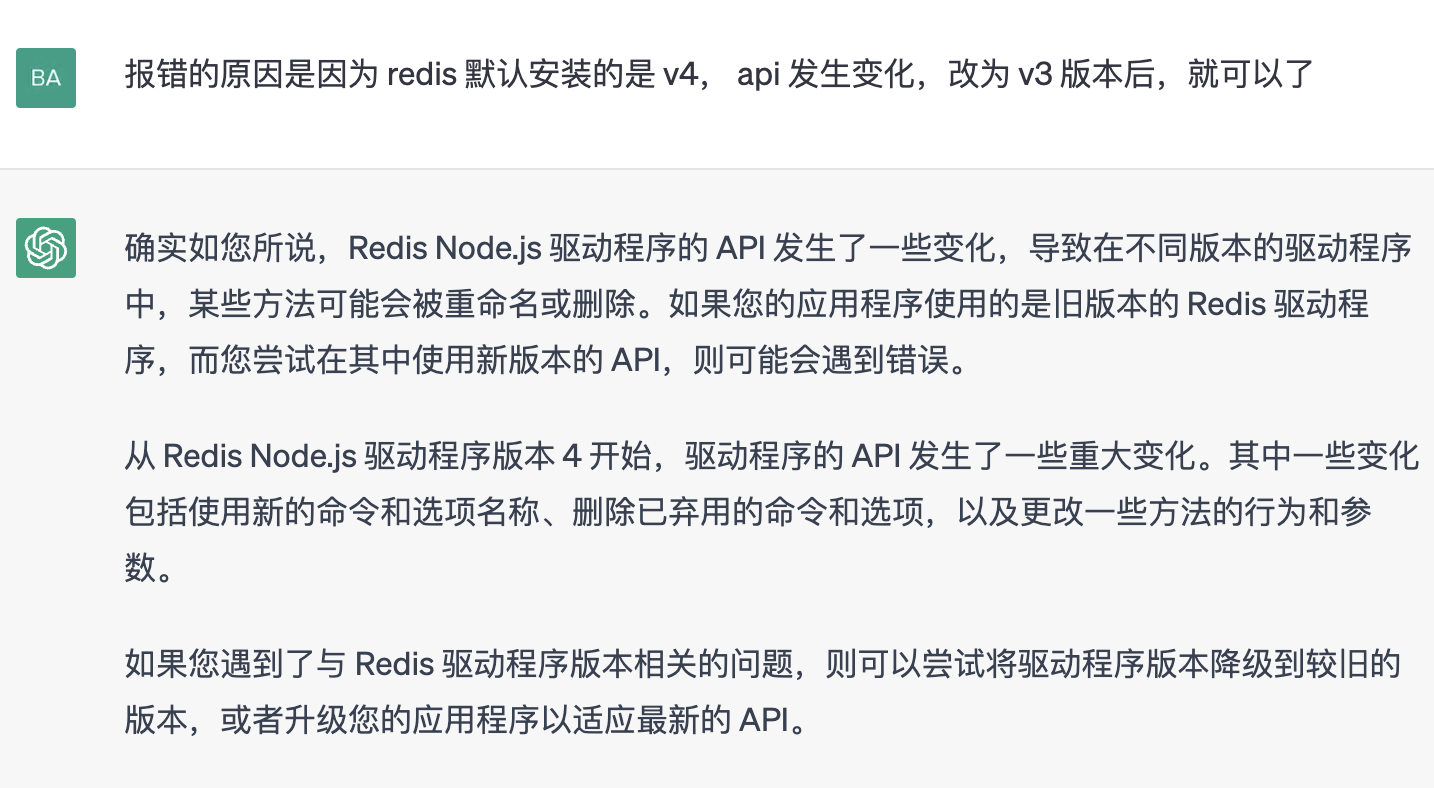 BA
报错的原因是因为 redis 默认安装的是 v4， api 发生变化，改为 v3 版本后，就可以了
确实如您所说，Redis Node.js 驱动程序的 API 发生了一些变化，导致在不同版本的驱动程序
中，某些方法可能会被重命名或删除。如果您的应用程序使用的是旧版本的 Redis 驱动程
序，而您尝试在其中使用新版本的 API，则可能会遇到错误。
从 Redis Node.js 驱动程序版本 4 开始，驱动程序的 API 发生了一些重大变化。其中一些变化
包括使用新的命令和选项名称、删除已弃用的命令和选项，以及更改一些方法的行为和参
数。
如果您遇到了与 Redis 驱动程序版本相关的问题，则可以尝试将驱动程序版本降级到较旧的
版本，或者升级您的应用程序以适应最新的 API。